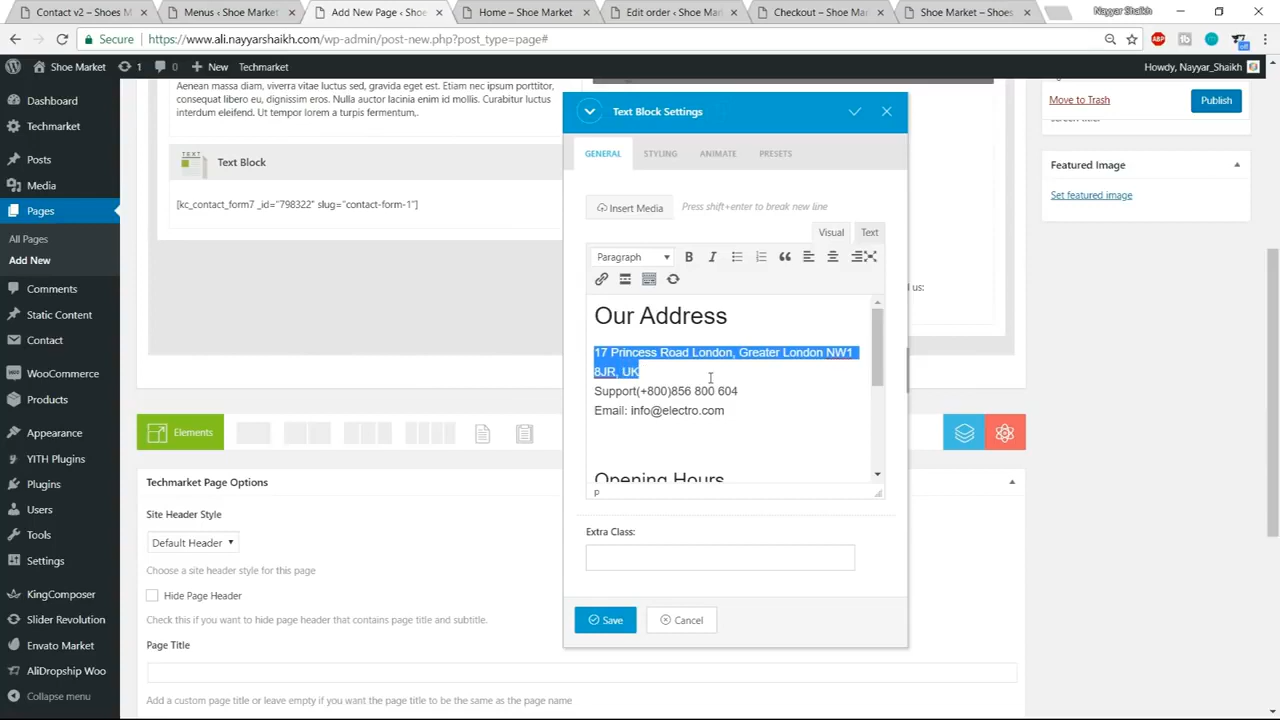 Contact v2 – Shoes M
Menus ‹ Shoe Market
Add New Page ‹ Shoe
Home – Shoe Market
Edit order ‹ Shoe Mark
Checkout – Shoe Mar
Shoe Market – Shoes
Nayyar Shaikh
Secure
https://www.ali.nayyarshaikh.com/wp-admin/post-new.php?post_type=page#
ABP
off
Shoe Market
1
0
New
Techmarket
Howdy, Nayyar_Shaikh
Dashboard
Techmarket
Posts
Media
Pages
All Pages
Add New
Comments
Static Content
Contact
WooCommerce
Products
Appearance
YITH Plugins
Plugins
Users
Tools
Settings
KingComposer
Slider Revolution
Envato Market
AliDropship Woo
Collapse menu
Aenean massa diam, viverra vitae luctus sed, gravida eget est. Etiam nec ipsum porttitor,
consequat libero eu, dignissim eros. Nulla auctor lacinia enim id mollis. Curabitur luctus
interdum eleifend. Ut tempor lorem a turpis fermentum,.
TEXT
Text Block
[kc_contact_form7 _id="798322" slug="contact-form-1"]
Text Block Settings
GENERAL
STYLING
ANIMATE
PRESETS
Insert Media
Press shift+enter to break new line
Visual
Text
Paragraph
B
I
Our Address
17 Princess Road London, Greater London NW1
8JR, UK
Support(+800)856 800 604
Email: info@electro.com
Opening Hours
p
Extra Class:
Save
Cancel
d us:
Move to Trash
Publish
screen title.
Featured Image
Set featured image
Elements
Techmarket Page Options
Site Header Style
Default Header
Choose a site header style for this page
Hide Page Header
Check this if you want to hide page header that contains page title and subtitle.
Page Title
Add a custom page title or leave empty if you want the page title to be the same as the page name